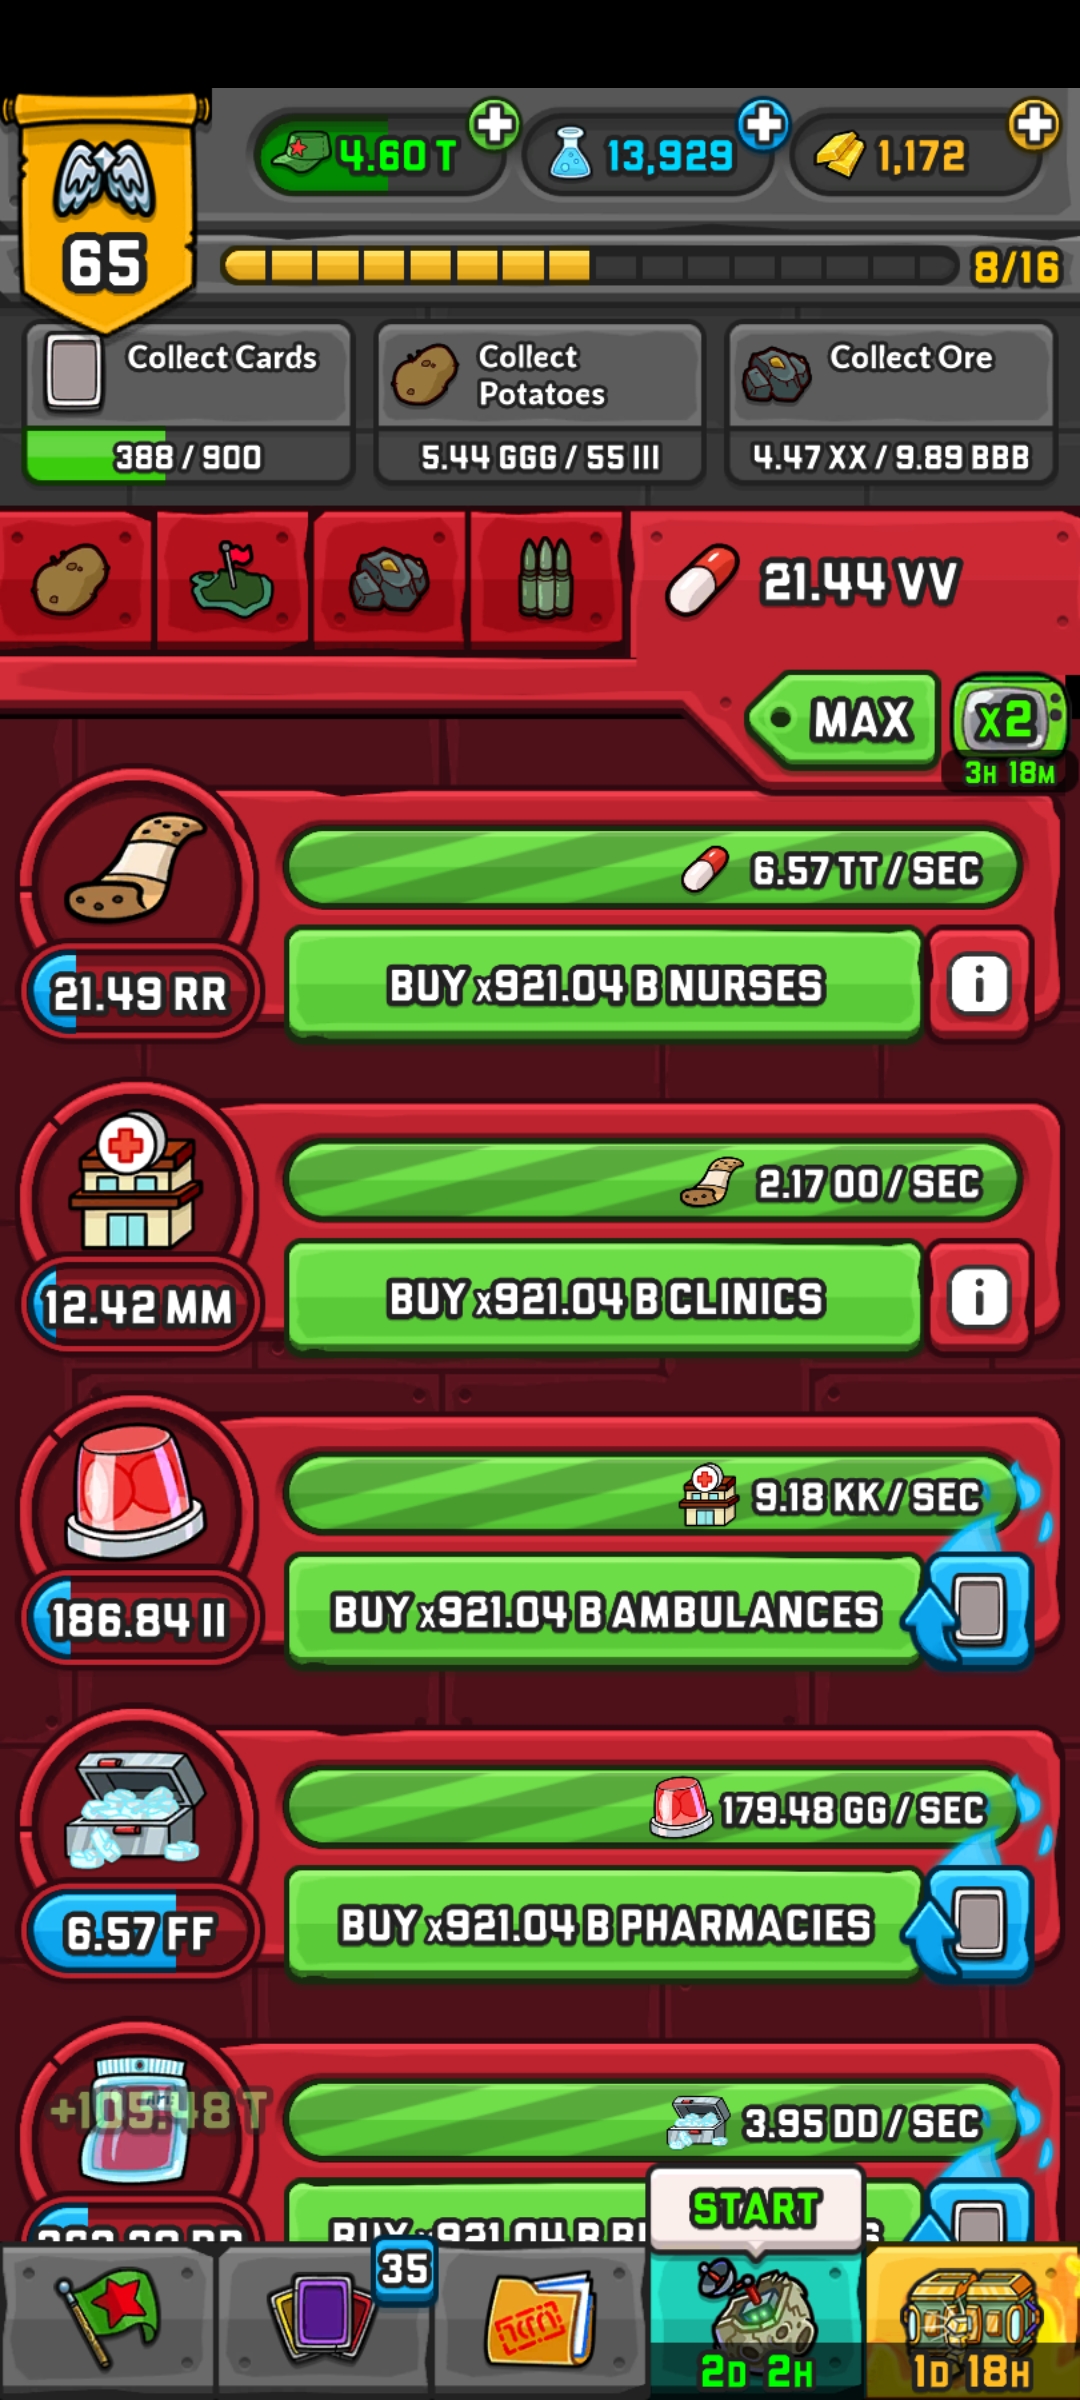 4.60 T
13,929
1,172
65
8/16
Collect Cards
388 / 900
Collect
Potatoes
5.44 GGG / 55 III
Collect Ore
4.47 XX / 9.89 BBB
21.44 VV
MAX
x2
3H 18M
6.57 TT / SEC
21.49 RR
BUY x921.04 B NURSES
i
2.17 OO / SEC
12.42 MM
BUY x921.04 B CLINICS
i
9.18 KK / SEC
186.84 II
BUY x921.04 B AMBULANCES
179.48 GG / SEC
6.57 FF
BUY x921.04 B PHARMACIES
+105.48 T
3.95 DD / SEC
BUY x921.04 B
START
35
2D 2H
1D 18H